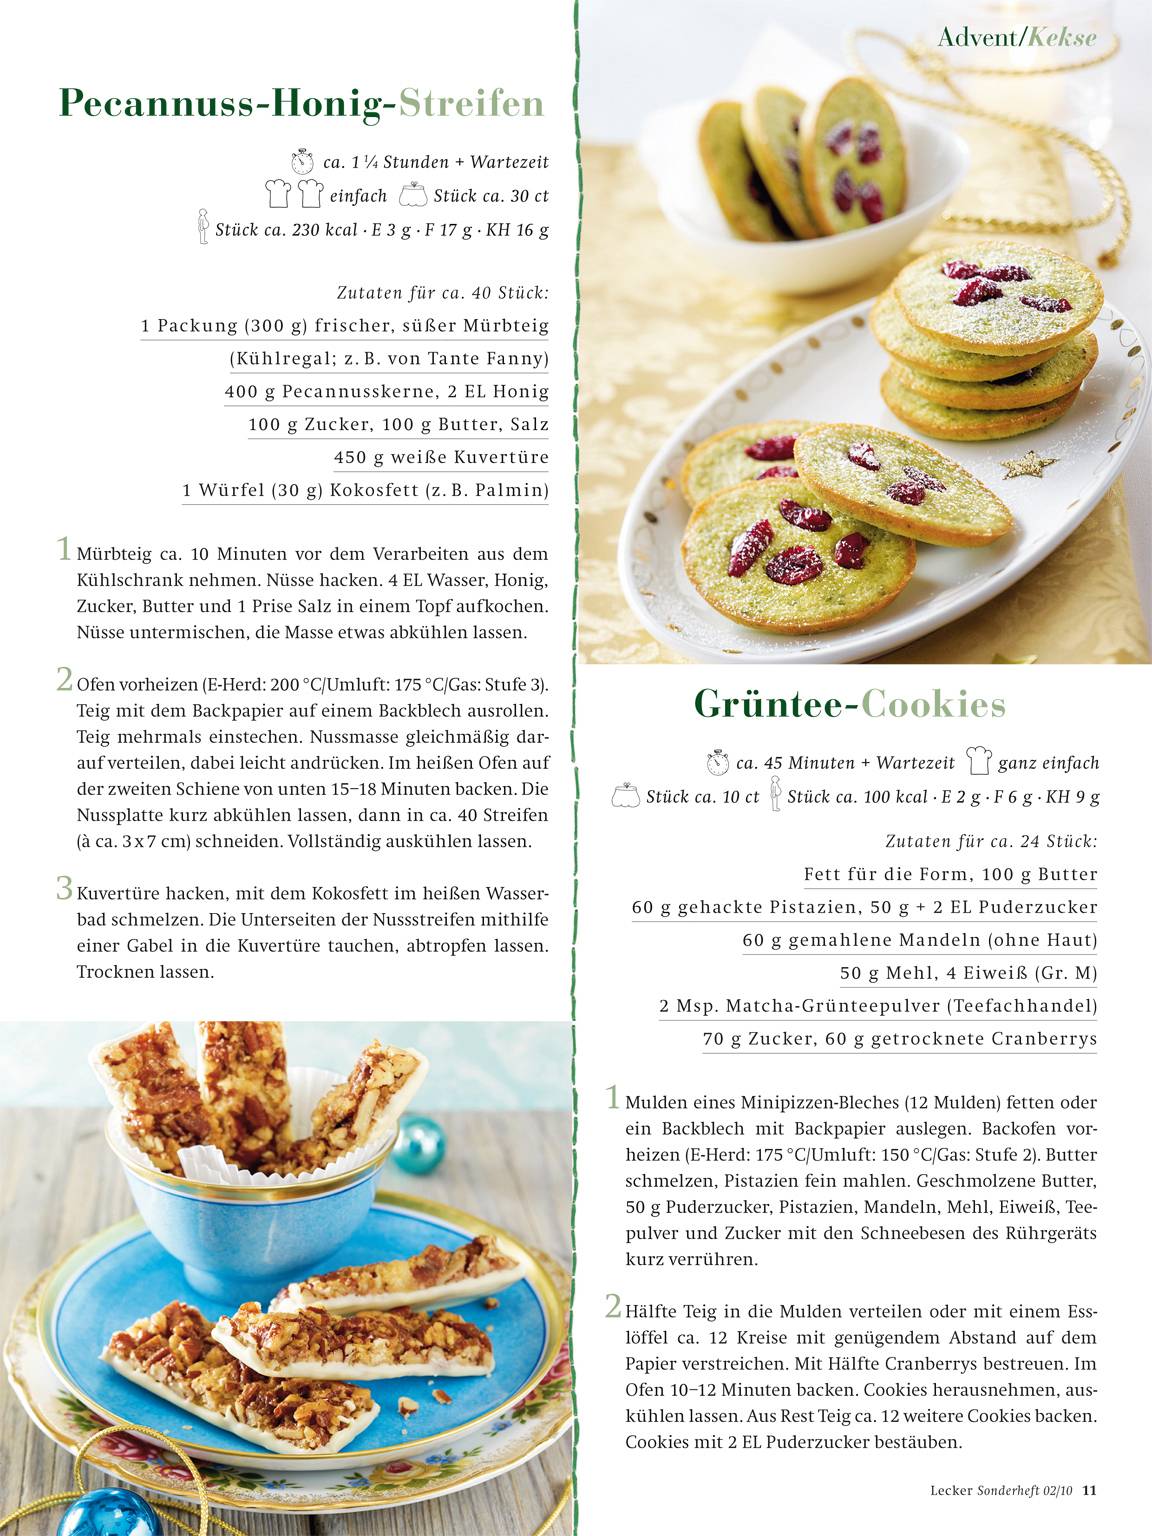 Advent/Kekse
Pecannuss-Honig-Streifen
ca. 1 ¼ Stunden + Wartezeit
einfach Stück ca. 30 ct
Stück ca. 230 kcal · E 3 g · F 17 g · KH 16 g
Zutaten für ca. 40 Stück:
1 Packung (300 g) frischer, süßer Mürbteig
(Kühlregal; z. B. von Tante Fanny)
400 g Pecannusskerne, 2 EL Honig
100 g Zucker, 100 g Butter, Salz
450 g weiße Kuvertüre
1 Würfel (30 g) Kokosfett (z. B. Palmin)
1 Mürbteig ca. 10 Minuten vor dem Verarbeiten aus dem
Kühlschrank nehmen. Nüsse hacken. 4 EL Wasser, Honig,
Zucker, Butter und 1 Prise Salz in einem Topf aufkochen.
Nüsse untermischen, die Masse etwas abkühlen lassen.
2 Ofen vorheizen (E-Herd: 200 °C/Umluft: 175 °C/Gas: Stufe 3).
Teig mit dem Backpapier auf einem Backblech ausrollen.
Teig mehrmals einstechen. Nussmasse gleichmäßig dar-
auf verteilen, dabei leicht andrücken. Im heißen Ofen auf
der zweiten Schiene von unten 15–18 Minuten backen. Die
Nussplatte kurz abkühlen lassen, dann in ca. 40 Streifen
(à ca. 3 x 7 cm) schneiden. Vollständig auskühlen lassen.
3 Kuvertüre hacken, mit dem Kokosfett im heißen Wasser-
bad schmelzen. Die Unterseiten der Nussstreifen mithilfe
einer Gabel in die Kuvertüre tauchen, abtropfen lassen.
Trocknen lassen.
Grüntee-Cookies
ca. 45 Minuten + Wartezeit ganz einfach
Stück ca. 10 ct Stück ca. 100 kcal · E 2 g · F 6 g · KH 9 g
Zutaten für ca. 24 Stück:
Fett für die Form, 100 g Butter
60 g gehackte Pistazien, 50 g + 2 EL Puderzucker
60 g gemahlene Mandeln (ohne Haut)
50 g Mehl, 4 Eiweiß (Gr. M)
2 Msp. Matcha-Grünteepulver (Teefachhandel)
70 g Zucker, 60 g getrocknete Cranberrys
1 Mulden eines Minipizzen-Bleches (12 Mulden) fetten oder
ein Backblech mit Backpapier auslegen. Backofen vor-
heizen (E-Herd: 175 °C/Umluft: 150 °C/Gas: Stufe 2). Butter
schmelzen, Pistazien fein mahlen. Geschmolzene Butter,
50 g Puderzucker, Pistazien, Mandeln, Mehl, Eiweiß, Tee-
pulver und Zucker mit den Schneebesen des Rührgeräts
kurz verrühren.
2 Hälfte Teig in die Mulden verteilen oder mit einem Ess-
löffel ca. 12 Kreise mit genügendem Abstand auf dem
Papier verstreichen. Mit Hälfte Cranberrys bestreuen. Im
Ofen 10–12 Minuten backen. Cookies herausnehmen, aus-
kühlen lassen. Aus Rest Teig ca. 12 weitere Cookies backen.
Cookies mit 2 EL Puderzucker bestäuben.
Lecker Sonderheft 02/10 11